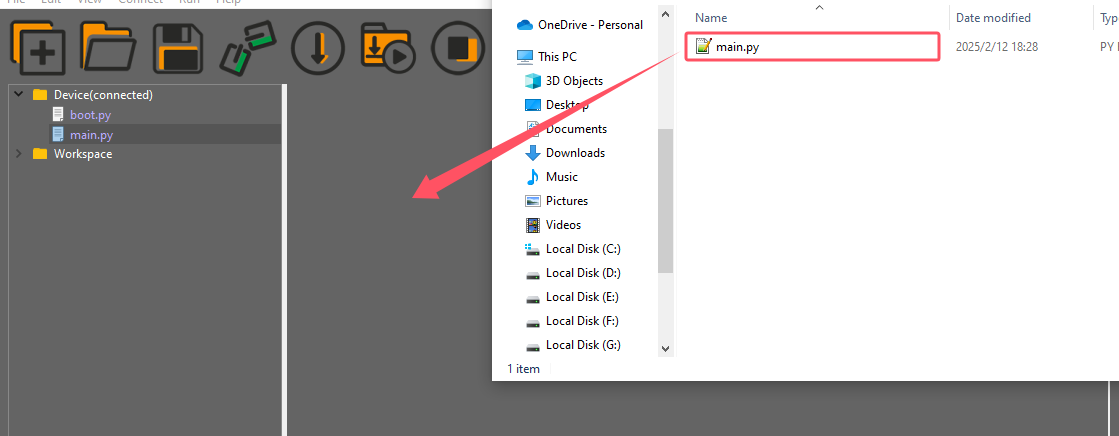 File Edit View Connect Run Help
Device(connected)
boot.py
main.py
Workspace
OneDrive - Personal
This PC
3D Objects
Desktop
Documents
Downloads
Music
Pictures
Videos
Local Disk (C:)
Local Disk (D:)
Local Disk (E:)
Local Disk (F:)
Local Disk (G:)
1 item
Name Date modified
main.py 2025/2/12 18:28 PY